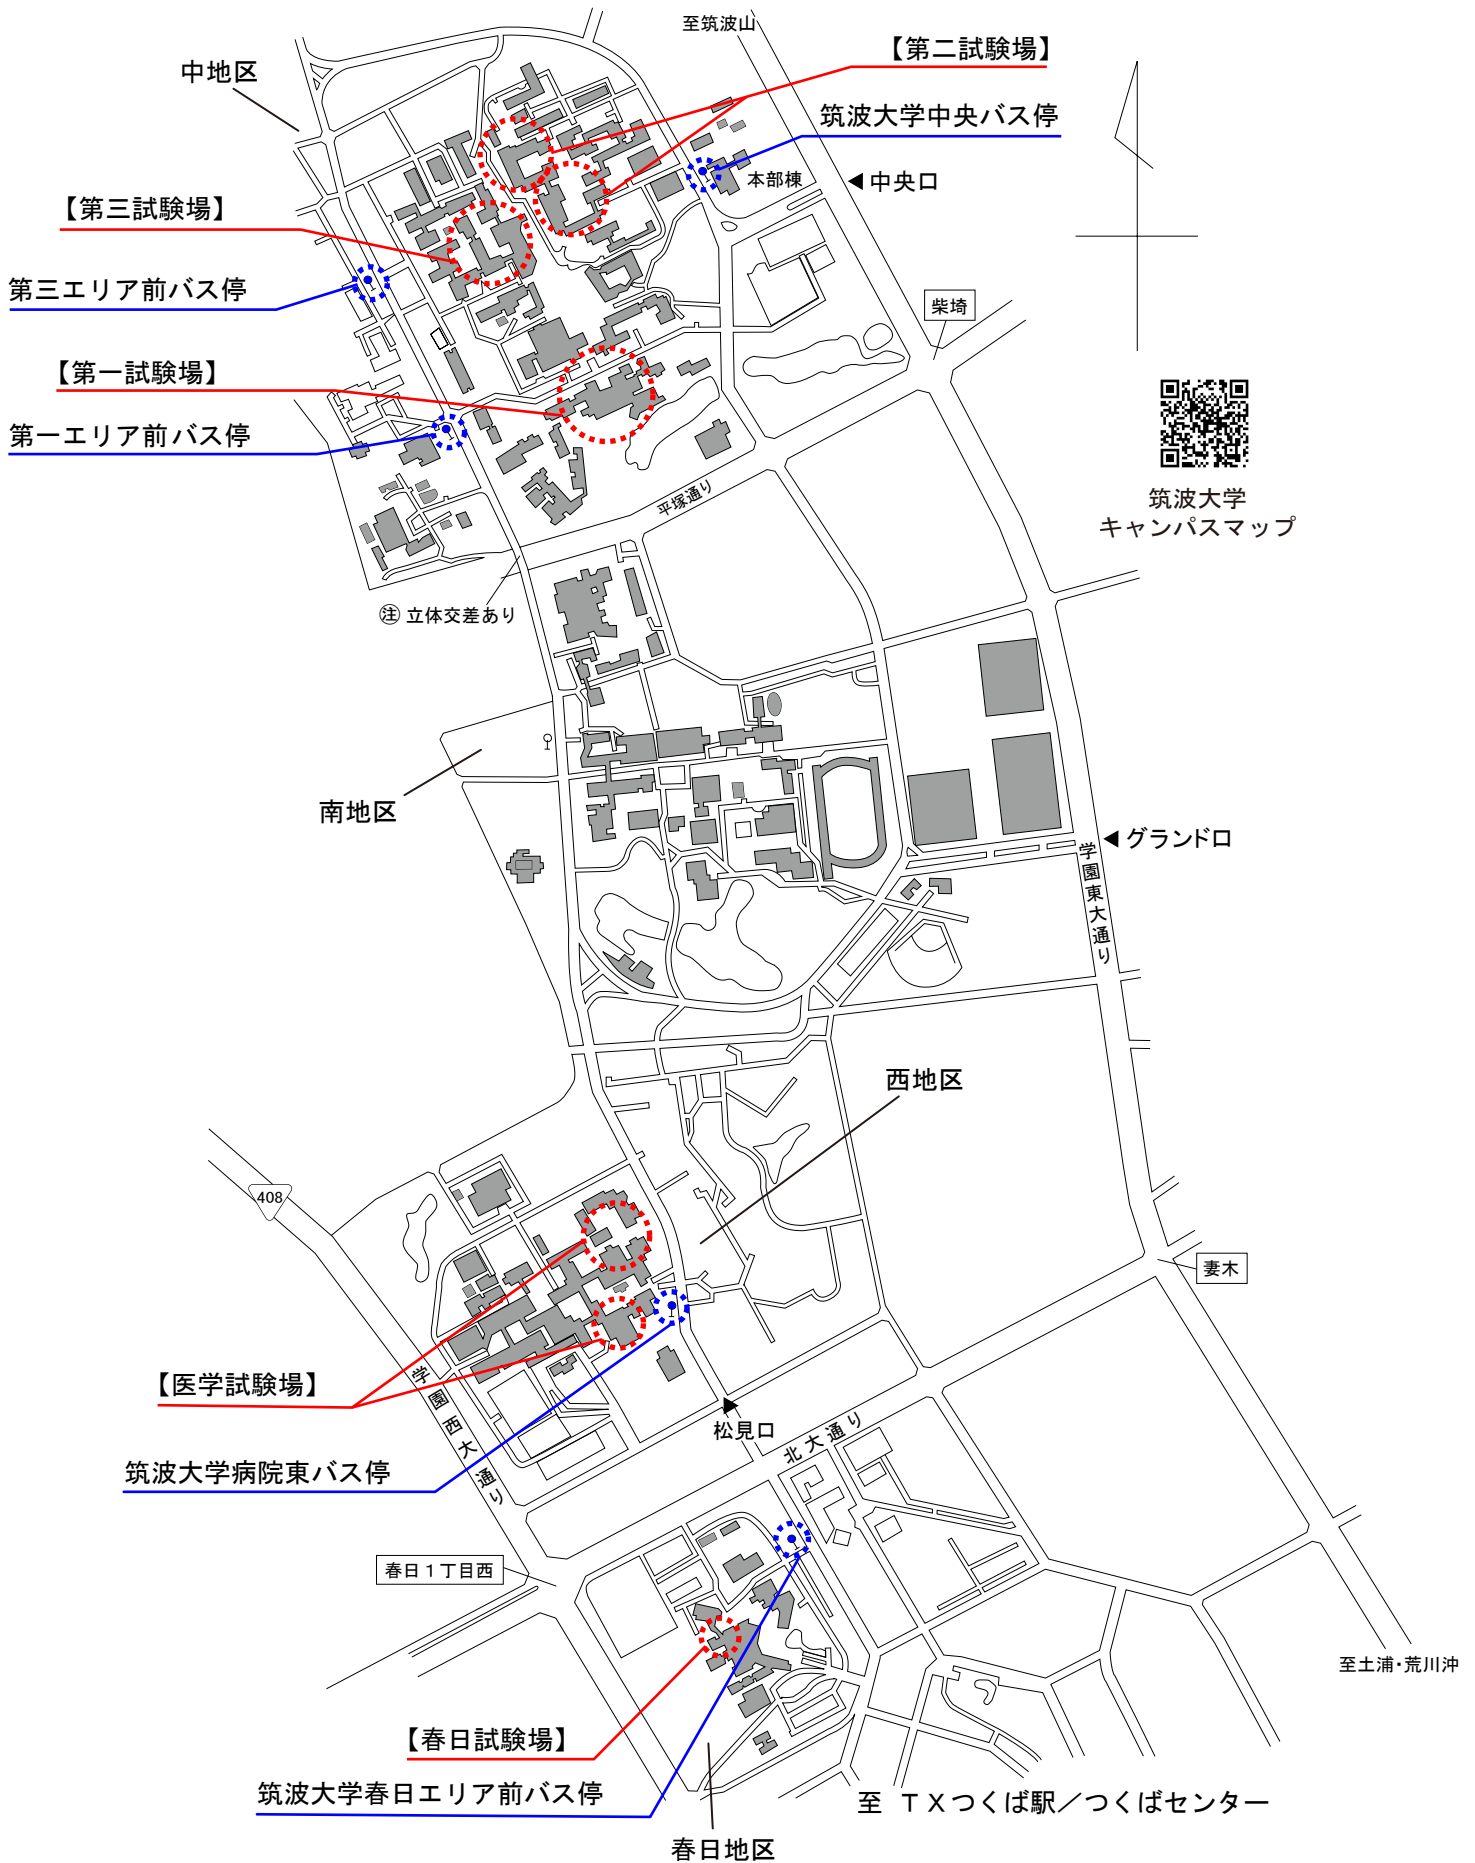 至筑波山
【第二試験場】
中地区
筑波大学中央バス停
本部棟
◀中央口
【第三試験場】
第三エリア前バス停
柴埼
【第一試験場】
第一エリア前バス停
平塚通り
筑波大学
キャンパスマップ
㊟ 立体交差あり
南地区
◀グランド口
学園東大通り
西地区
408
妻木
【医学試験場】
学園西大通り
松見口
北大通り
筑波大学病院東バス停
春日1丁目西
至土浦・荒川沖
【春日試験場】
筑波大学春日エリア前バス停
至 TXつくば駅/つくばセンター
春日地区